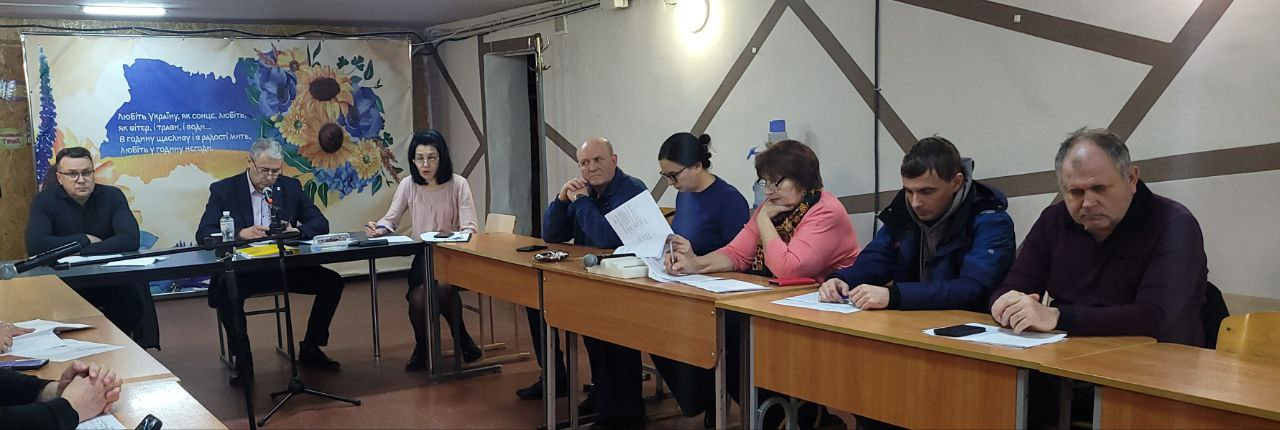 Любіть Україну, як сонце, любіть,
як вітер, і трави, і води...
В годину щасливу і в радості мить,
любіть у годину негоди.